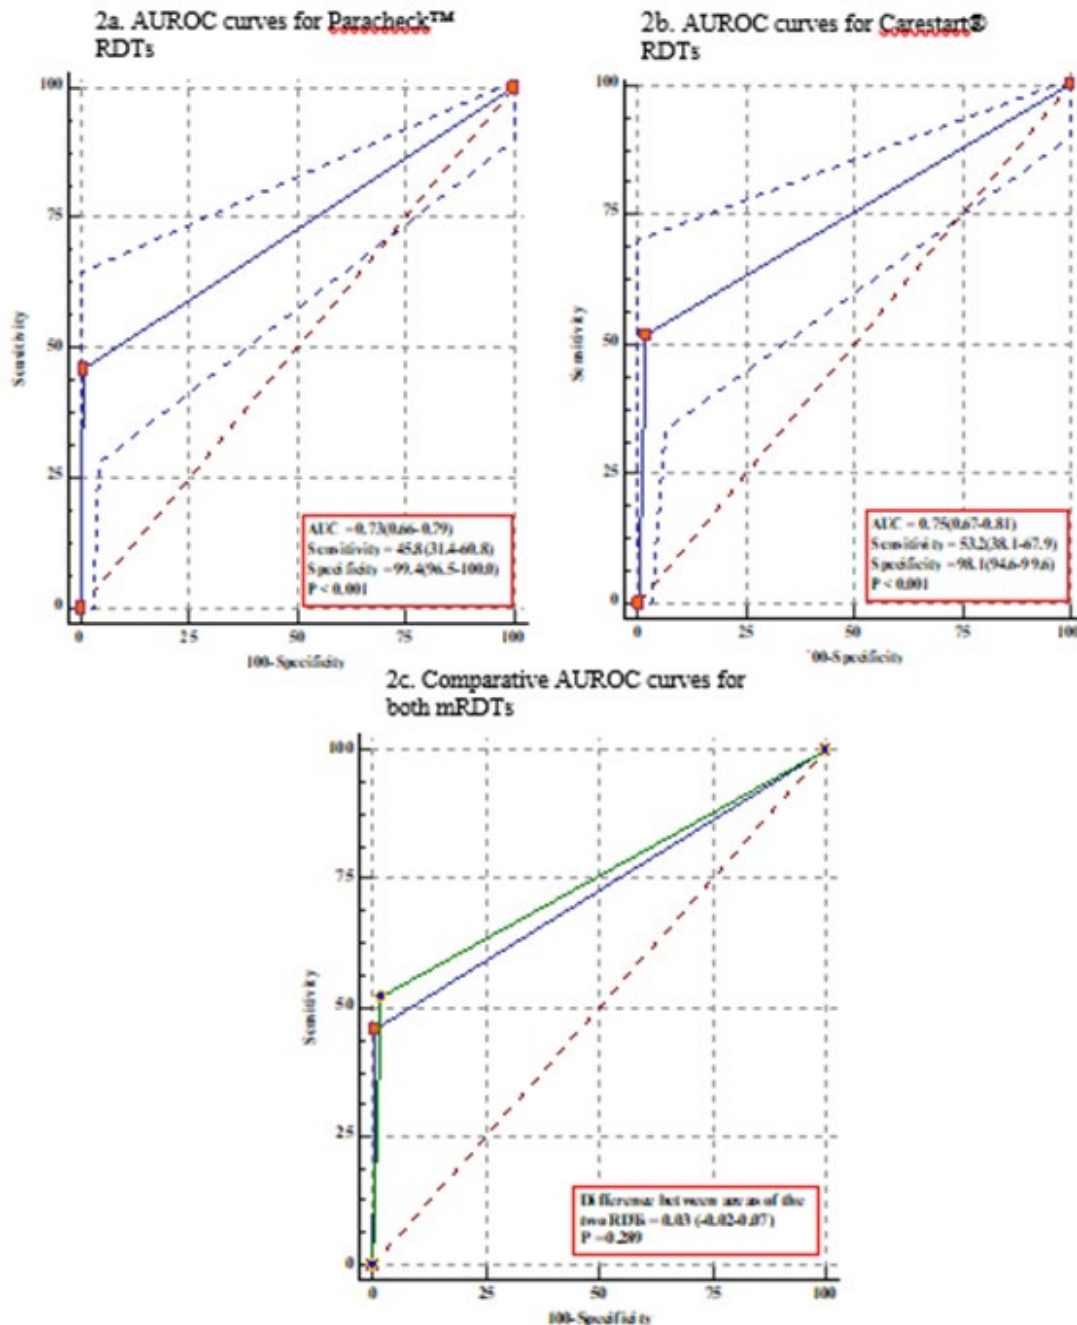 2a. AUROC curves for Paracheck™
RDTs
100
75
50
25
0
Sensitivity
AUC =0.73(0.66-0.79)
Sensitivity = 45.8(31.4-60.8)
Specificity =99.4(96.5-100.0)
P < 0.001
0 25 50 75 100
100-Specificity
2b. AUROC curves for Carestart®
RDTs
100
75
50
25
0
Sensitivity
AUC = 0.75(0.67-0.81)
Sensitivity = 53.2(38.1-67.9)
Specificity = 98.1(94.6-99.6)
P < 0.001
0 25 50 75 100
00-Specificity
2c. Comparative AUROC curves for
both mRDTs
100
75
50
25
0
Sensitivity
Difference between areas of the
two RDTs = 0.03 (-0.02-0.07)
P =0.289
0 25 50 75 100
100-Specificity